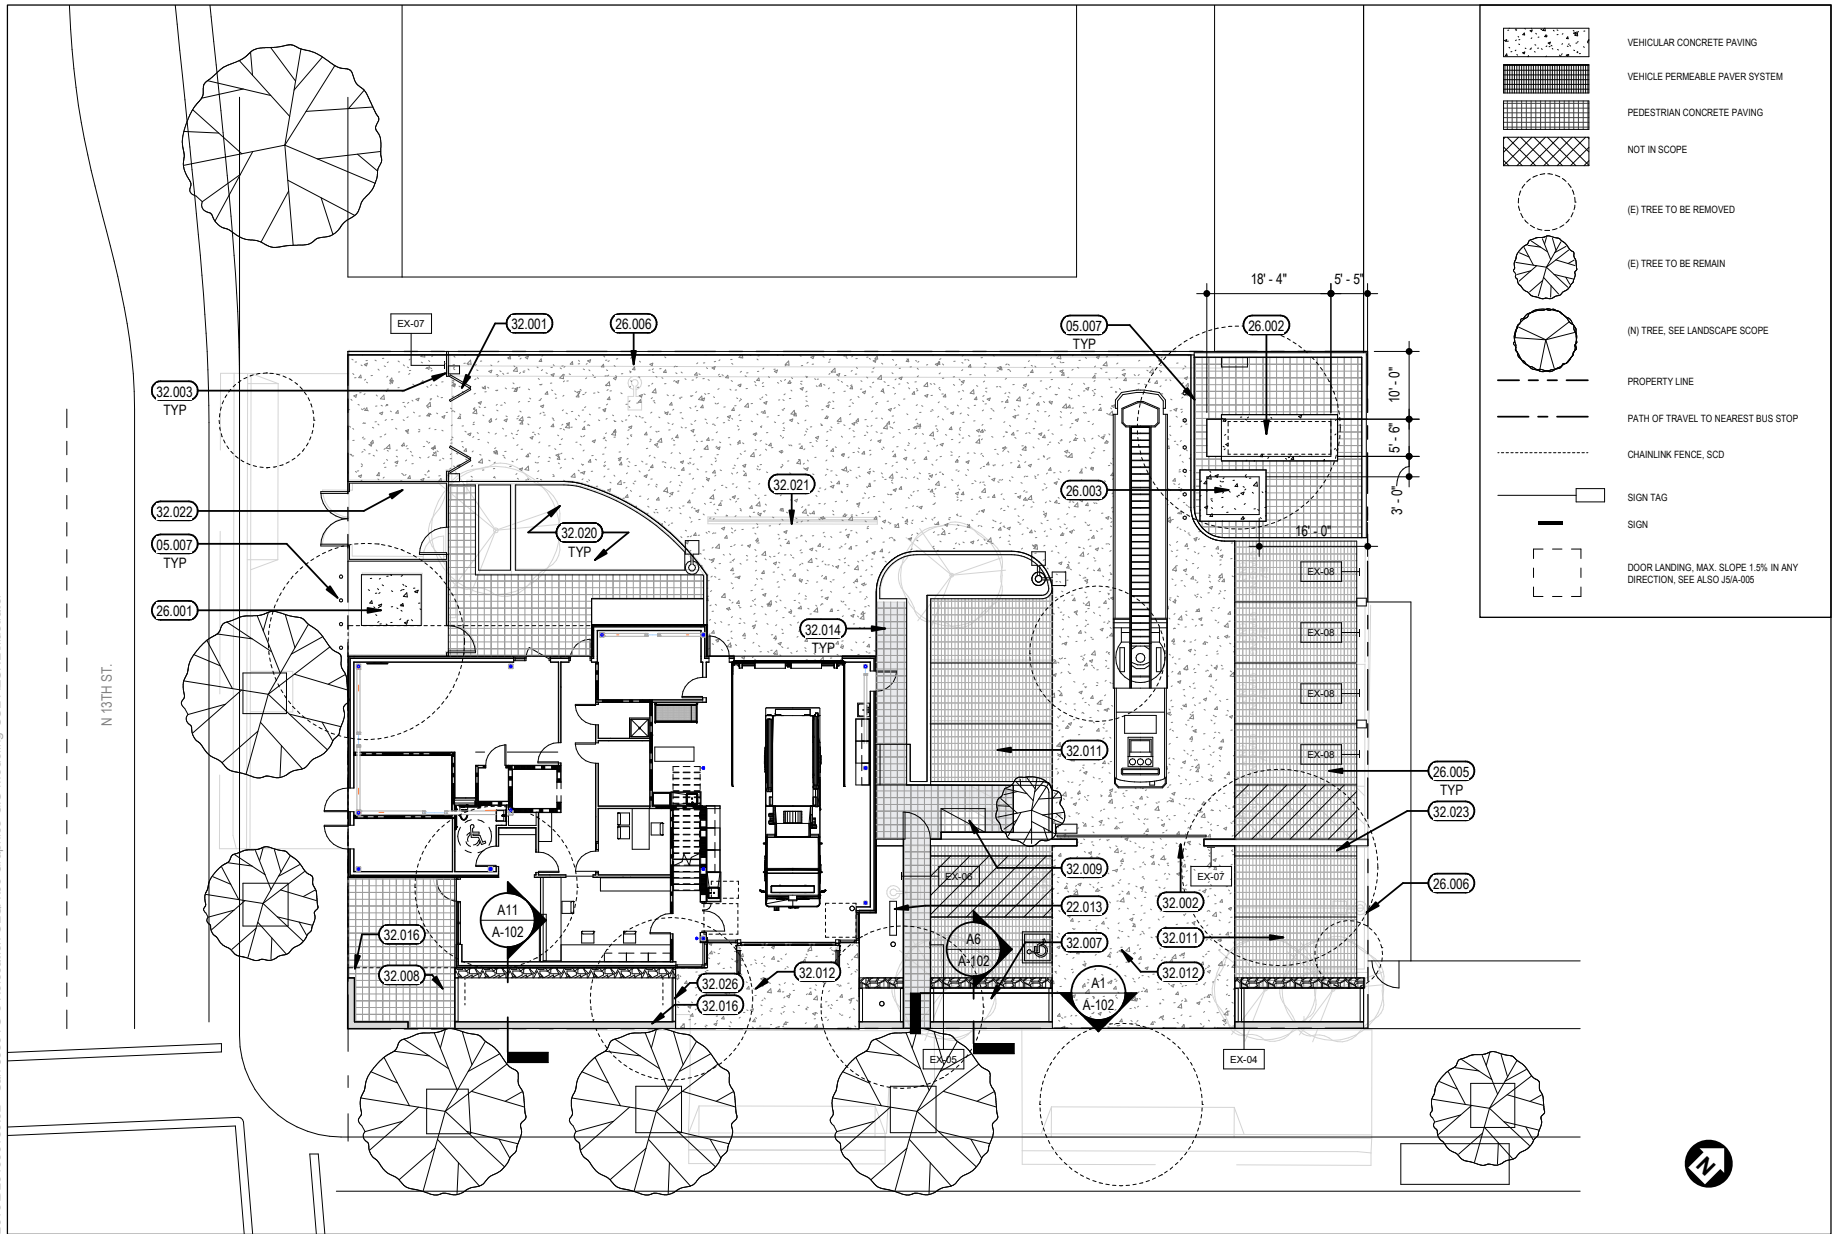 VEHICULAR CONCRETE PAVING
VEHICLE PERMEABLE PAVER SYSTEM
PEDESTRIAN CONCRETE PAVING
NOT IN SCOPE
(E) TREE TO BE REMOVED
(E) TREE TO BE REMAIN
(N) TREE, SEE LANDSCAPE SCOPE
PROPERTY LINE
PATH OF TRAVEL TO NEAREST BUS STOP
CHAINLINK FENCE, SCD
SIGN TAG
SIGN
DOOR LANDING, MAX. SLOPE 1.5% IN ANY
DIRECTION, SEE ALSO J5/A-005
18' - 4"
5' - 5"
EX-07
32.001
26.006
05.007
TYP
26.002
32.003
TYP
10' - 0"
5' - 6"
3' - 0"
32.021
26.003
32.022
32.020
TYP
16' - 0"
05.007
TYP
EX-08
26.001
32.014
TYP
EX-08
N 13TH ST.
EX-08
32.011
EX-08
26.005
TYP
32.023
32.009
EX-06
EX-07
26.006
A11
A-102
22.013
32.002
32.016
A6
A-102
32.007
32.011
32.008
32.026
32.012
32.012
32.016
A1
A-102
EX-05
EX-04
N